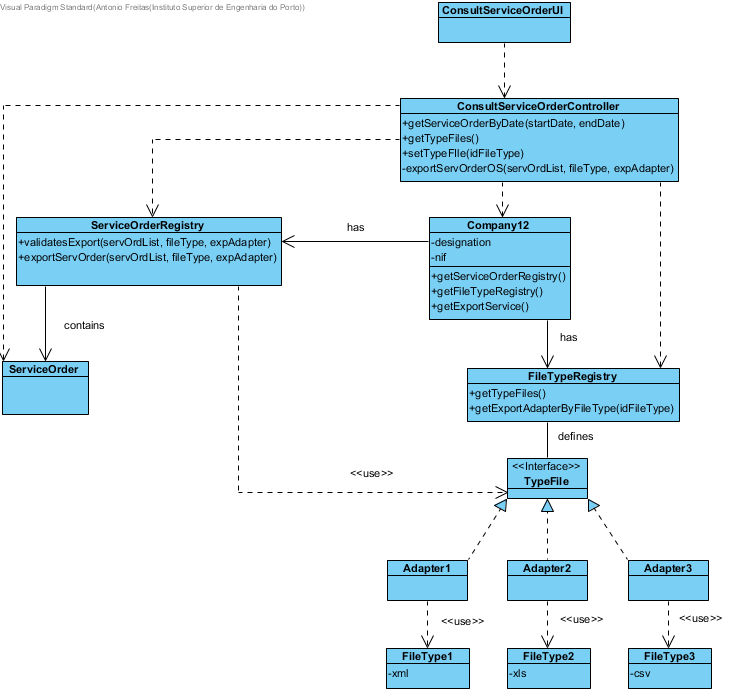 Visual Paradigm Standard(Antonio Freitas(Instituto Superior de Engenharia do Porto))
ConsultServiceOrderUI
ConsultServiceOrderController
+getServiceOrderByDate(startDate, endDate)
+getTypeFiles()
+setTypeFIle(idFileType)
-exportServOrderOS(servOrdList, fileType, expAdapter)
ServiceOrderRegistry
+validatesExport(servOrdList, fileType, expAdapter)
+exportServOrder(servOrdList, fileType, expAdapter)
has
Company12
-designation
-nif
+getServiceOrderRegistry()
+getFileTypeRegistry()
+getExportService()
contains
has
ServiceOrder
FileTypeRegistry
+getTypeFiles()
+getExportAdapterByFileType(idFileType)
defines
<<use>>
<<Interface>>
TypeFile
Adapter1
Adapter2
Adapter3
<<use>>
<<use>>
<<use>>
FileType1
-xml
FileType2
-xls
FileType3
-csv